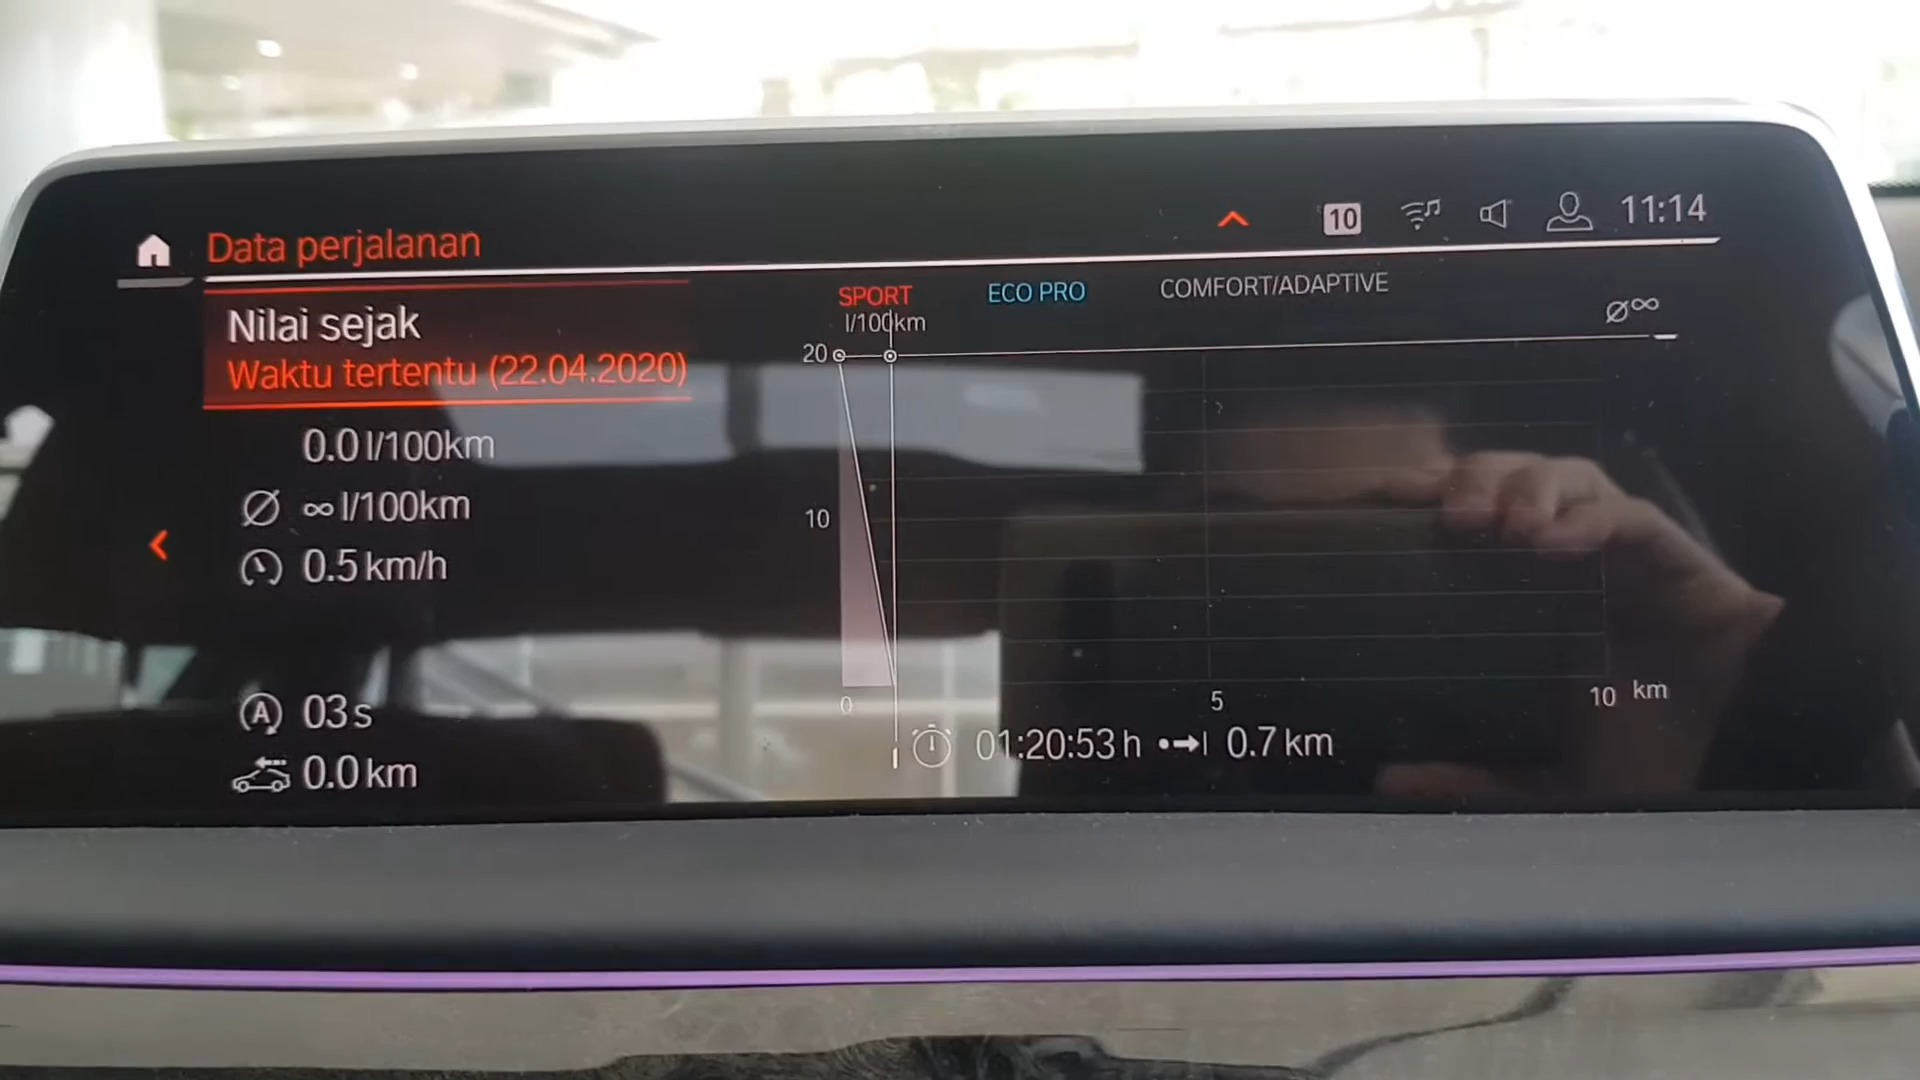 Data perjalanan
10
11:14
Nilai sejak
Waktu tertentu (22.04.2020)
0.0 l/100km
Ø ∞ l/100km
0.5 km/h
A 03 s
0.0 km
SPORT
ECO PRO
COMFORT/ADAPTIVE
l/100km
Ø∞
20
10
0
5
10 km
01:20:53 h
0.7 km